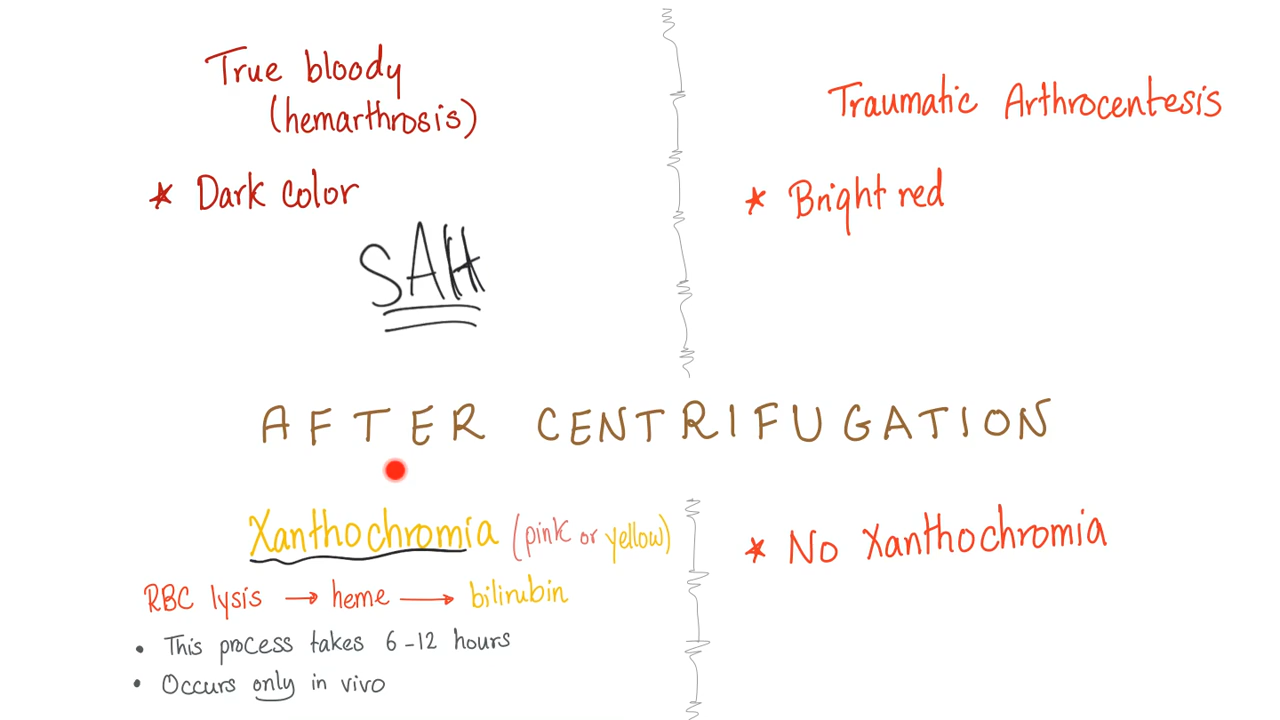 True bloody
(hemarthrosis)
* Dark color
SAH
Traumatic Arthrocentesis
* Bright red
AFTER CENTRIFUGATION
Xanthochromia (pink or yellow)
RBC lysis → heme → bilirubin
• This process takes 6-12 hours
• Occurs only in vivo
* No Xanthochromia